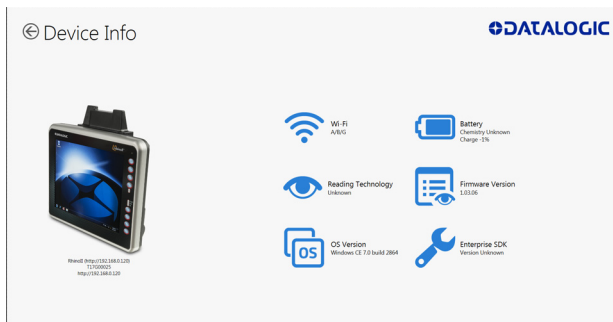 Device Info
DATALOGIC
Wi-Fi
A/B/G
Battery
Chemistry Unknown
Charge -1%
Reading Technology
Unknown
Firmware Version
1.03.06
OS
OS Version
Windows CE 7.0 build 2864
Enterprise SDK
Version Unknown
RhinoII (http://192.168.0.120)
T17G00025
http://192.168.0.120